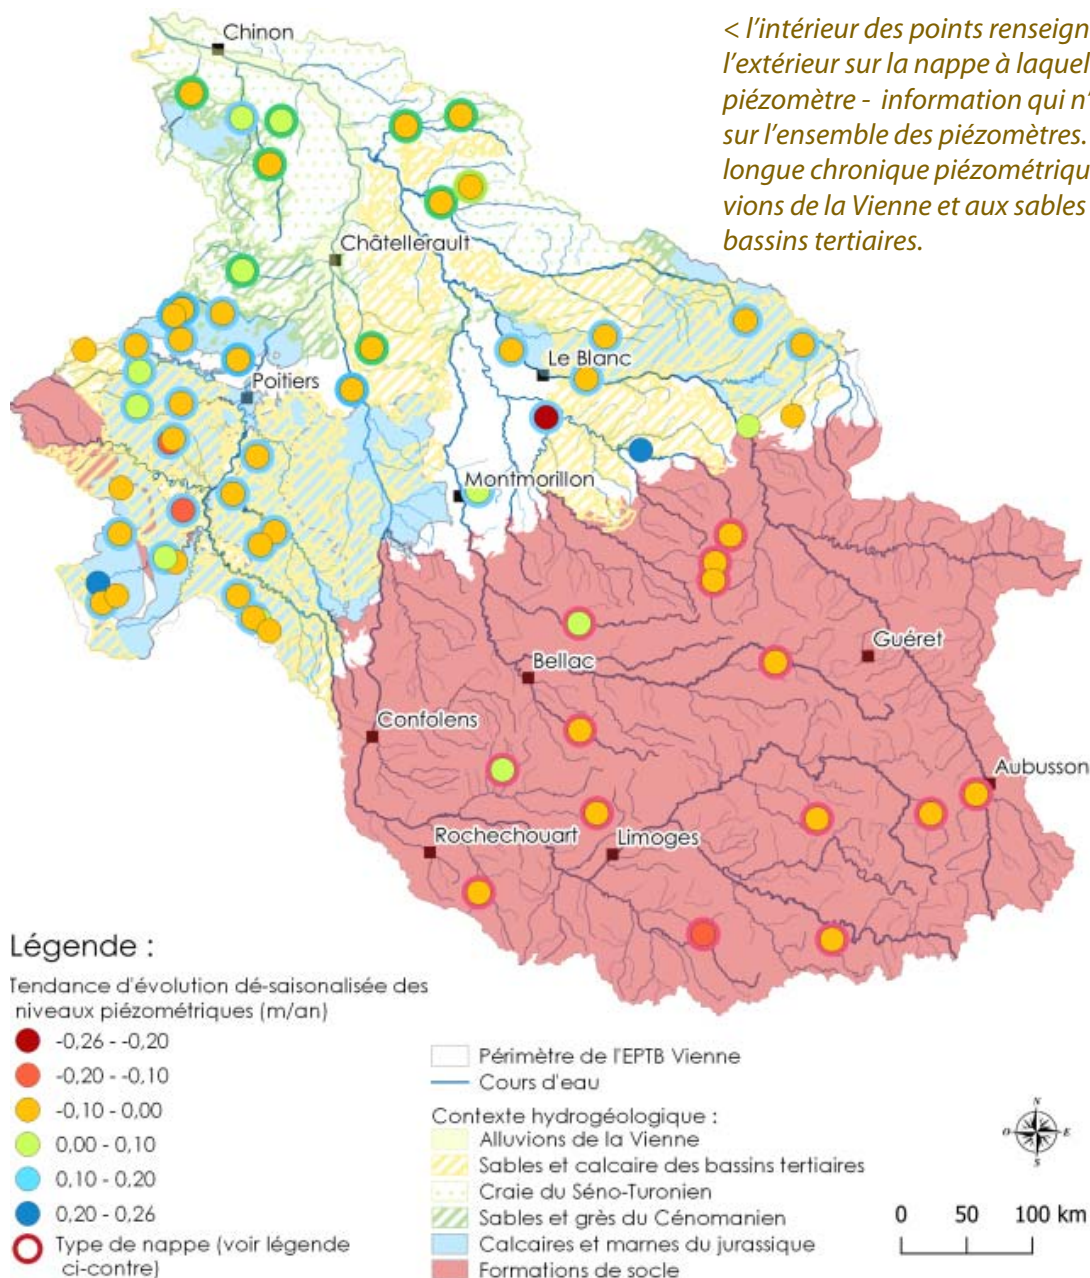 < l'intérieur des points renseign
l'extérieur sur la nappe à laquel
piézomètre - information qui n'
sur l'ensemble des piézomètres.
longue chronique piézométriqu
vions de la Vienne et aux sables
bassins tertiaires.
Chinon
Châtellerault
Le Blanc
Poitiers
Montmorillon
Guéret
Bellac
Confolens
Aubusson
Rochechouart
Limoges
Légende :
Tendance d'évolution dé-saisonalisée des
niveaux piézométriques (m/an)
-0,26 - -0,20
-0,20 - -0,10
-0,10 - 0,00
0,00 - 0,10
0,10 - 0,20
0,20 - 0,26
Type de nappe (voir légende
ci-contre)
Périmètre de l'EPTB Vienne
Cours d'eau
Contexte hydrogéologique :
Alluvions de la Vienne
Sables et calcaire des bassins tertiaires
Craie du Séno-Turonien
Sables et grès du Cénomanien
Calcaires et marnes du jurassique
Formations de socle
N
O E
S
0 50 100 km